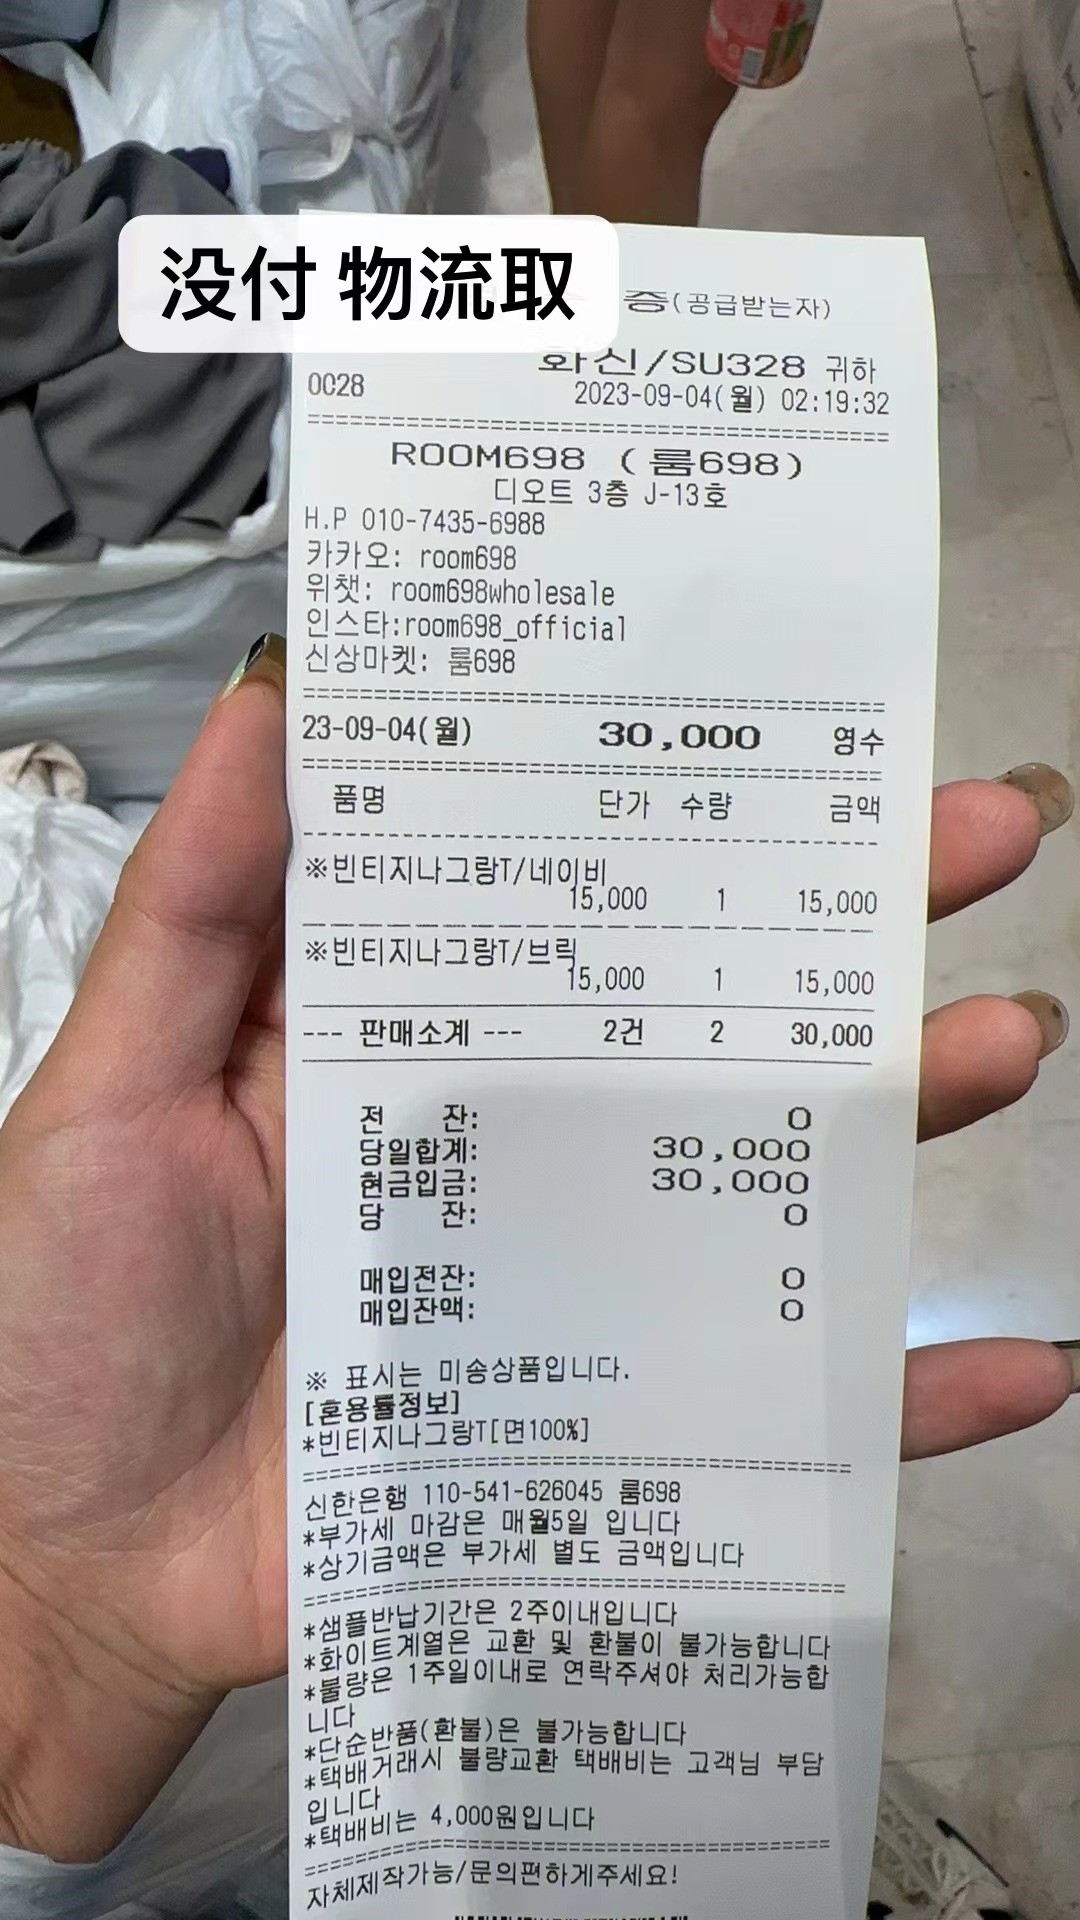 没付 物流取
증(공급받는자)
화신/SU328 귀하
0028 2023-09-04(월) 02:19:32
ROOM698 (룸698)
디오트 3층 J-13호
H.P 010-7435-6988
카카오: room698
위챗: room698wholesale
인스타:room698_official
신상마켓: 룸698
23-09-04(월) 30,000 영수
품명 단가 수량 금액
※빈티지나그랑T/네이비
15,000 1 15,000
※빈티지나그랑T/브릭
15,000 1 15,000
--- 판매소계 --- 2건 2 30,000
전 잔: 0
당일합계: 30,000
현금입금: 30,000
당 잔: 0
매입전잔: 0
매입잔액: 0
※ 표시는 미송상품입니다.
[혼용률정보]
*빈티지나그랑T[면100%]
신한은행 110-541-626045 룸698
*부가세 마감은 매월5일 입니다
*상기금액은 부가세 별도 금액입니다
*샘플반납기간은 2주이내입니다
*화이트계열은 교환 및 환불이 불가능합니다
*불량은 1주일이내로 연락주셔야 처리가능합
니다
*단순반품(환불)은 불가능합니다
*택배거래시 불량교환 택배비는 고객님 부담
입니다
*택배비는 4,000원입니다
자체제작가능/문의편하게주세요!